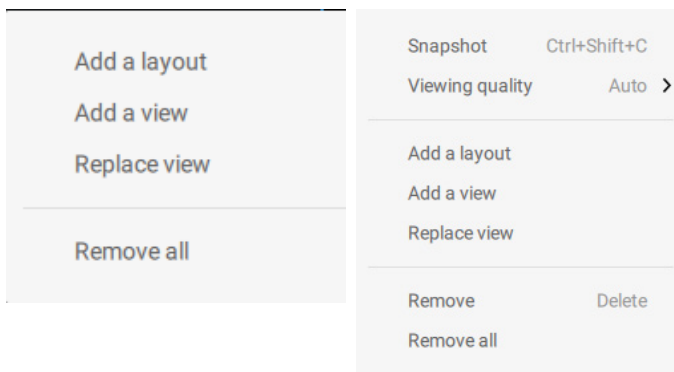 Add a layout
Add a view
Replace view
Remove all
Snapshot Ctrl+Shift+C
Viewing quality Auto
Add a layout
Add a view
Replace view
Remove Delete
Remove all